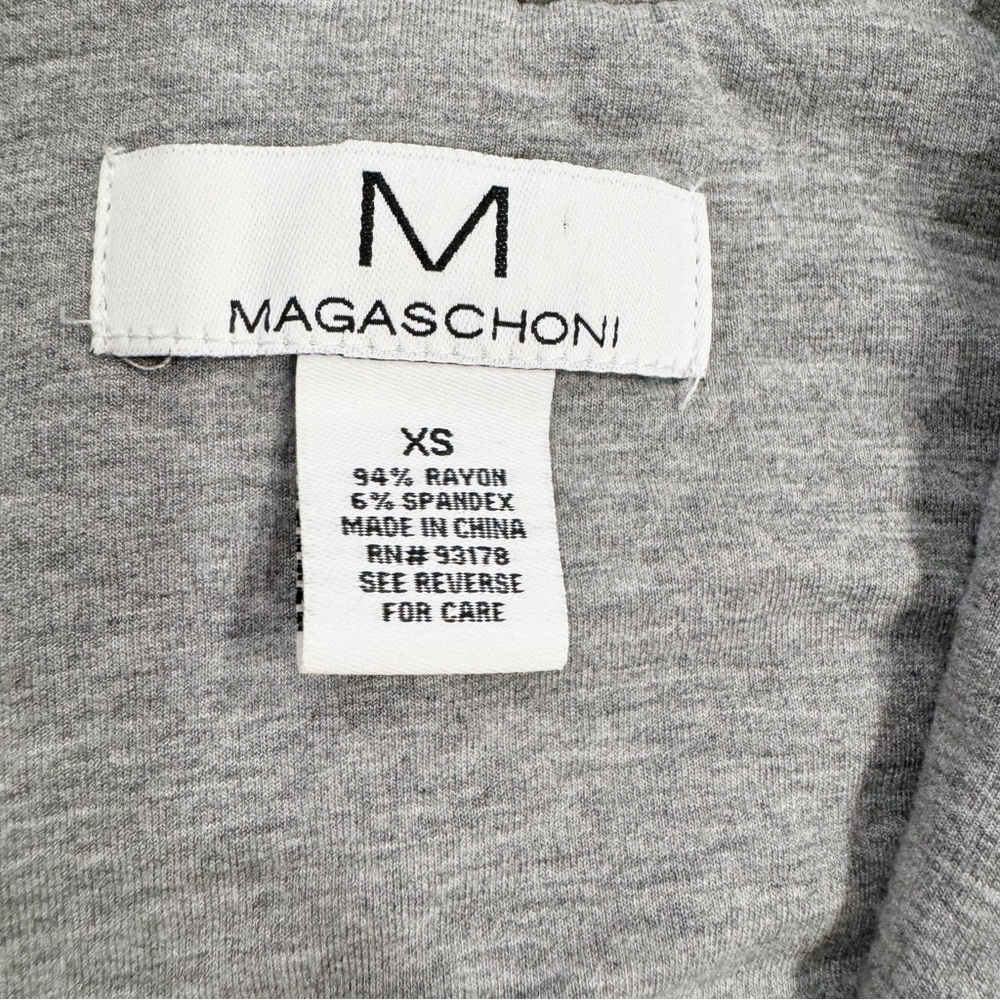 M
MAGASCHONI
XS
94% RAYON
6% SPANDEX
MADE IN CHINA
RN# 93178
SEE REVERSE
FOR CARE